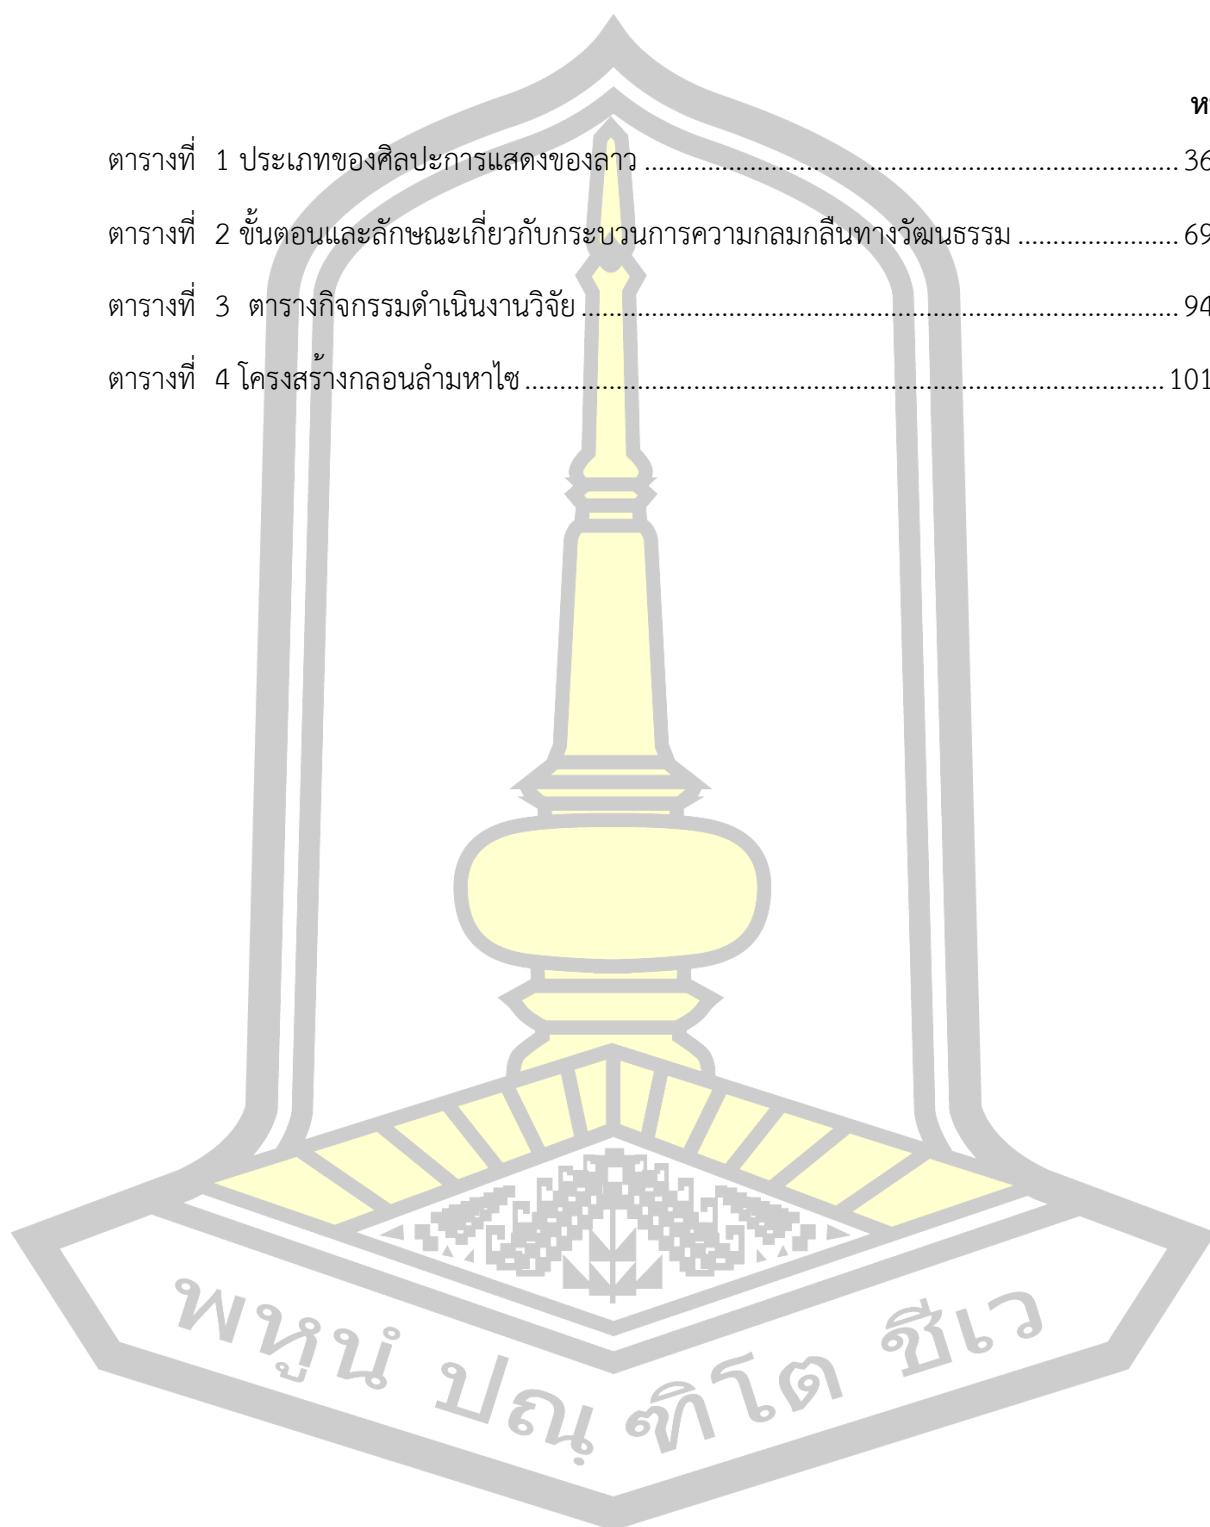 ตารางที่ 1 ประเภทของศิลปะการแสดงของลาว ........................................ 36
ตารางที่ 2 ขั้นตอนและลักษณะเกี่ยวกับกระบวนการความกลมกลืนทางวัฒนธรรม ........................ 69
ตารางที่ 3 ตารางกิจกรรมดำเนินงานวิจัย ........................................ 94
ตารางที่ 4 โครงสร้างกลอนลำมหาไซ ........................................ 101
พหูนํ ปณฺฑิโต ชีเว